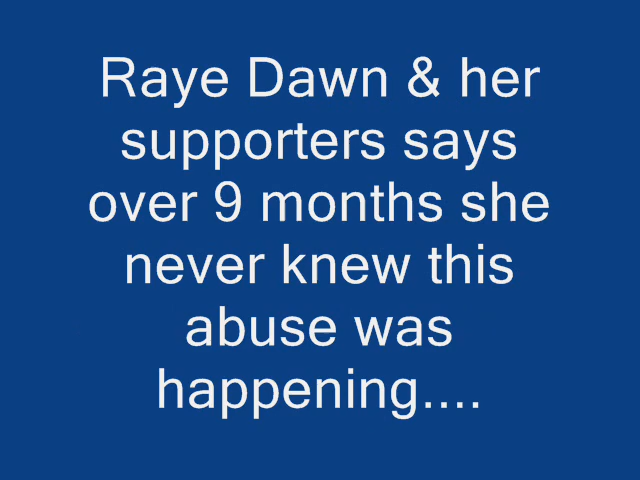 Raye Dawn & her
supporters says
over 9 months she
never knew this
abuse was
happening....